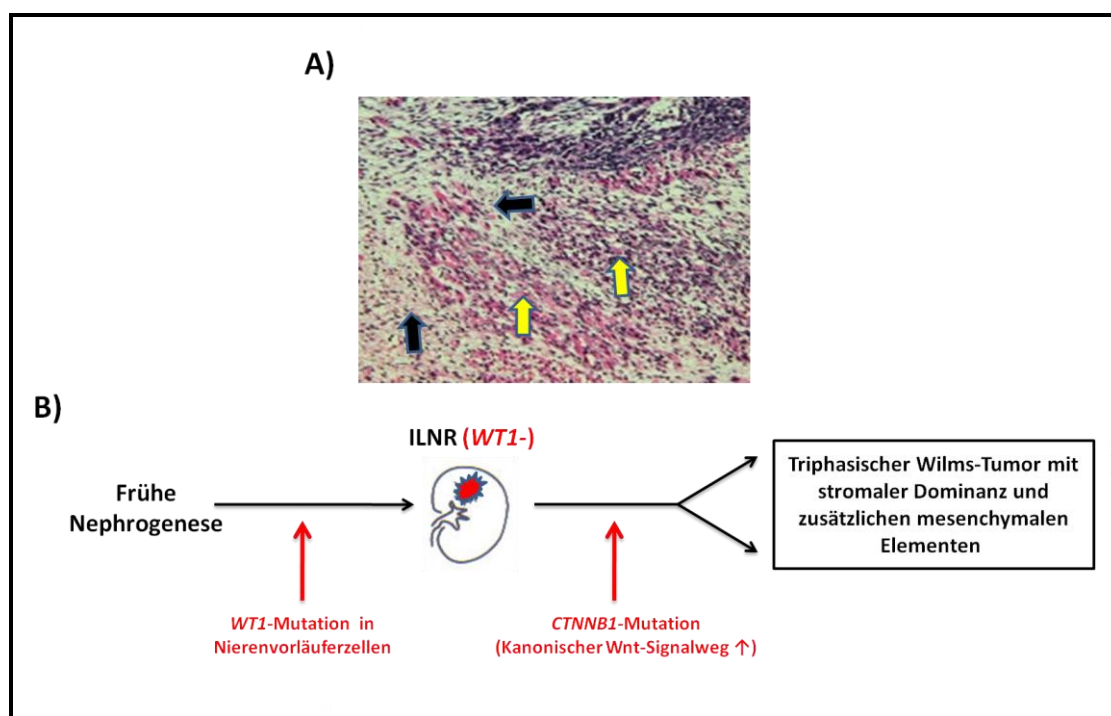 A)
B)
ILNR (WT1-)
Frühe
Nephrogenese
Triphasischer Wilms-Tumor mit
stromaler Dominanz und
zusätzlichen mesenchymalen
Elementen
WT1-Mutation in
Nierenvorläuferzellen
CTNNB1-Mutation
(Kanonischer Wnt-Signalweg ↑)